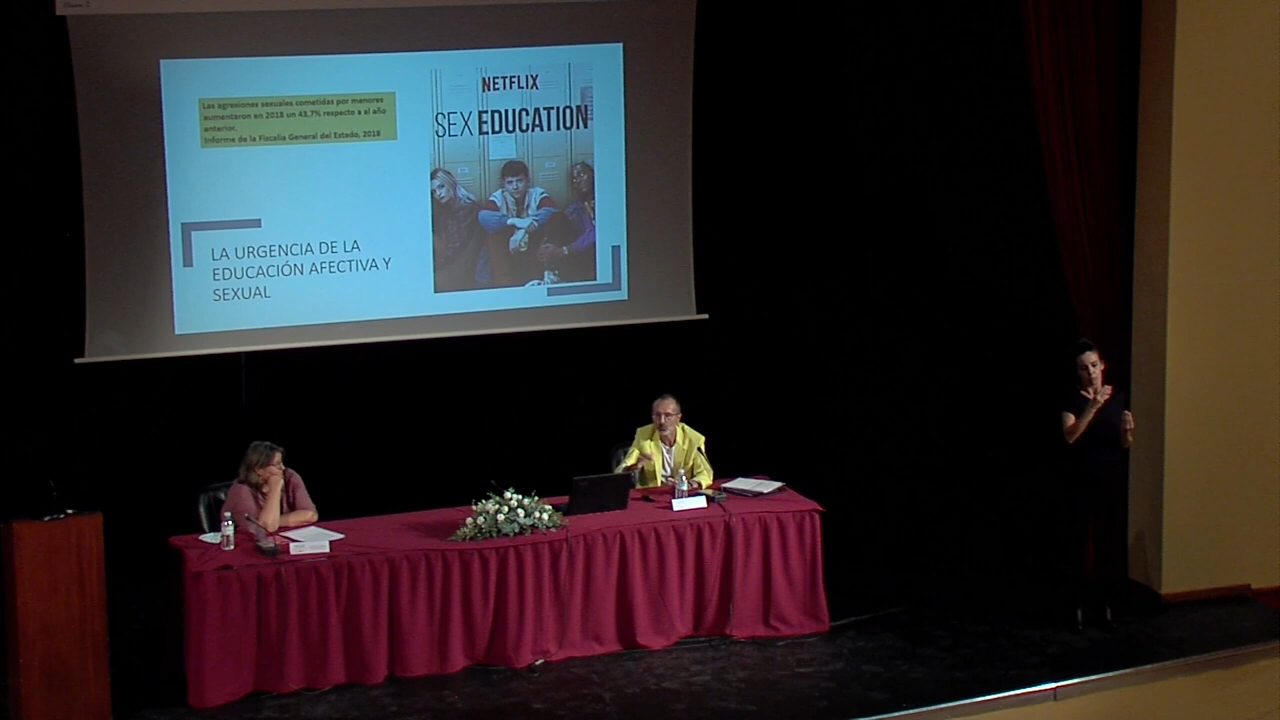 Las agresiones sexuales cometidas por menores
aumentaron en 2018 un 43,7% respecto a al año
anterior.
Informe de la Fiscalía General del Estado, 2018
NETFLIX
SEX EDUCATION
LA URGENCIA DE LA
EDUCACIÓN AFECTIVA Y
SEXUAL